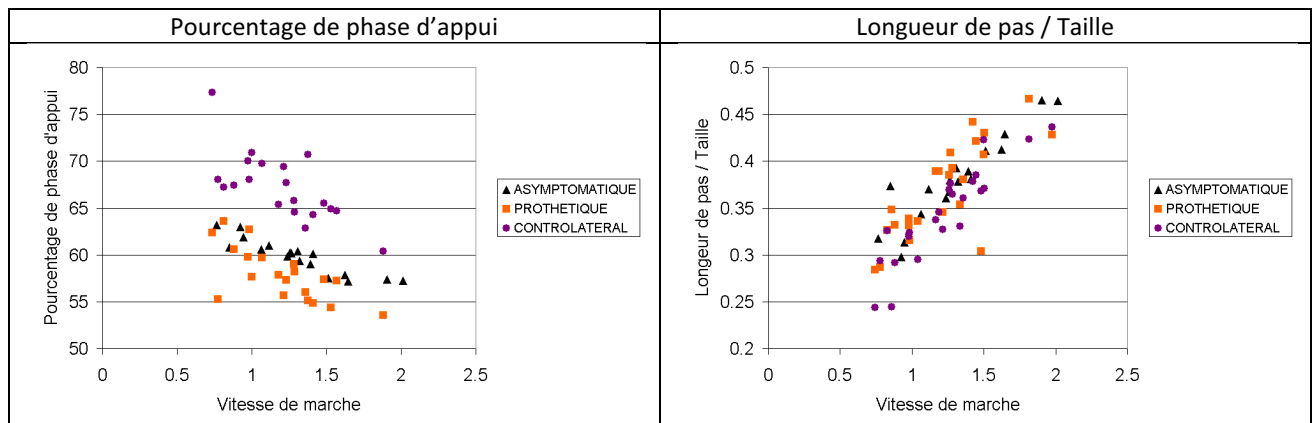 Pourcentage de phase d’appui
Longueur de pas / Taille
80
75
70
65
60
55
50
0
0.5
1
1.5
2
2.5
Pourcentage de phase d'appui
Vitesse de marche
ASYMPTOMATIQUE
PROTHETIQUE
CONTROLATERAL
0.5
0.45
0.4
0.35
0.3
0.25
0.2
0
0.5
1
1.5
2
2.5
Longeur de pas / Taille
Vitesse de marche
ASYMPTOMATIQUE
PROTHETIQUE
CONTROLATERAL